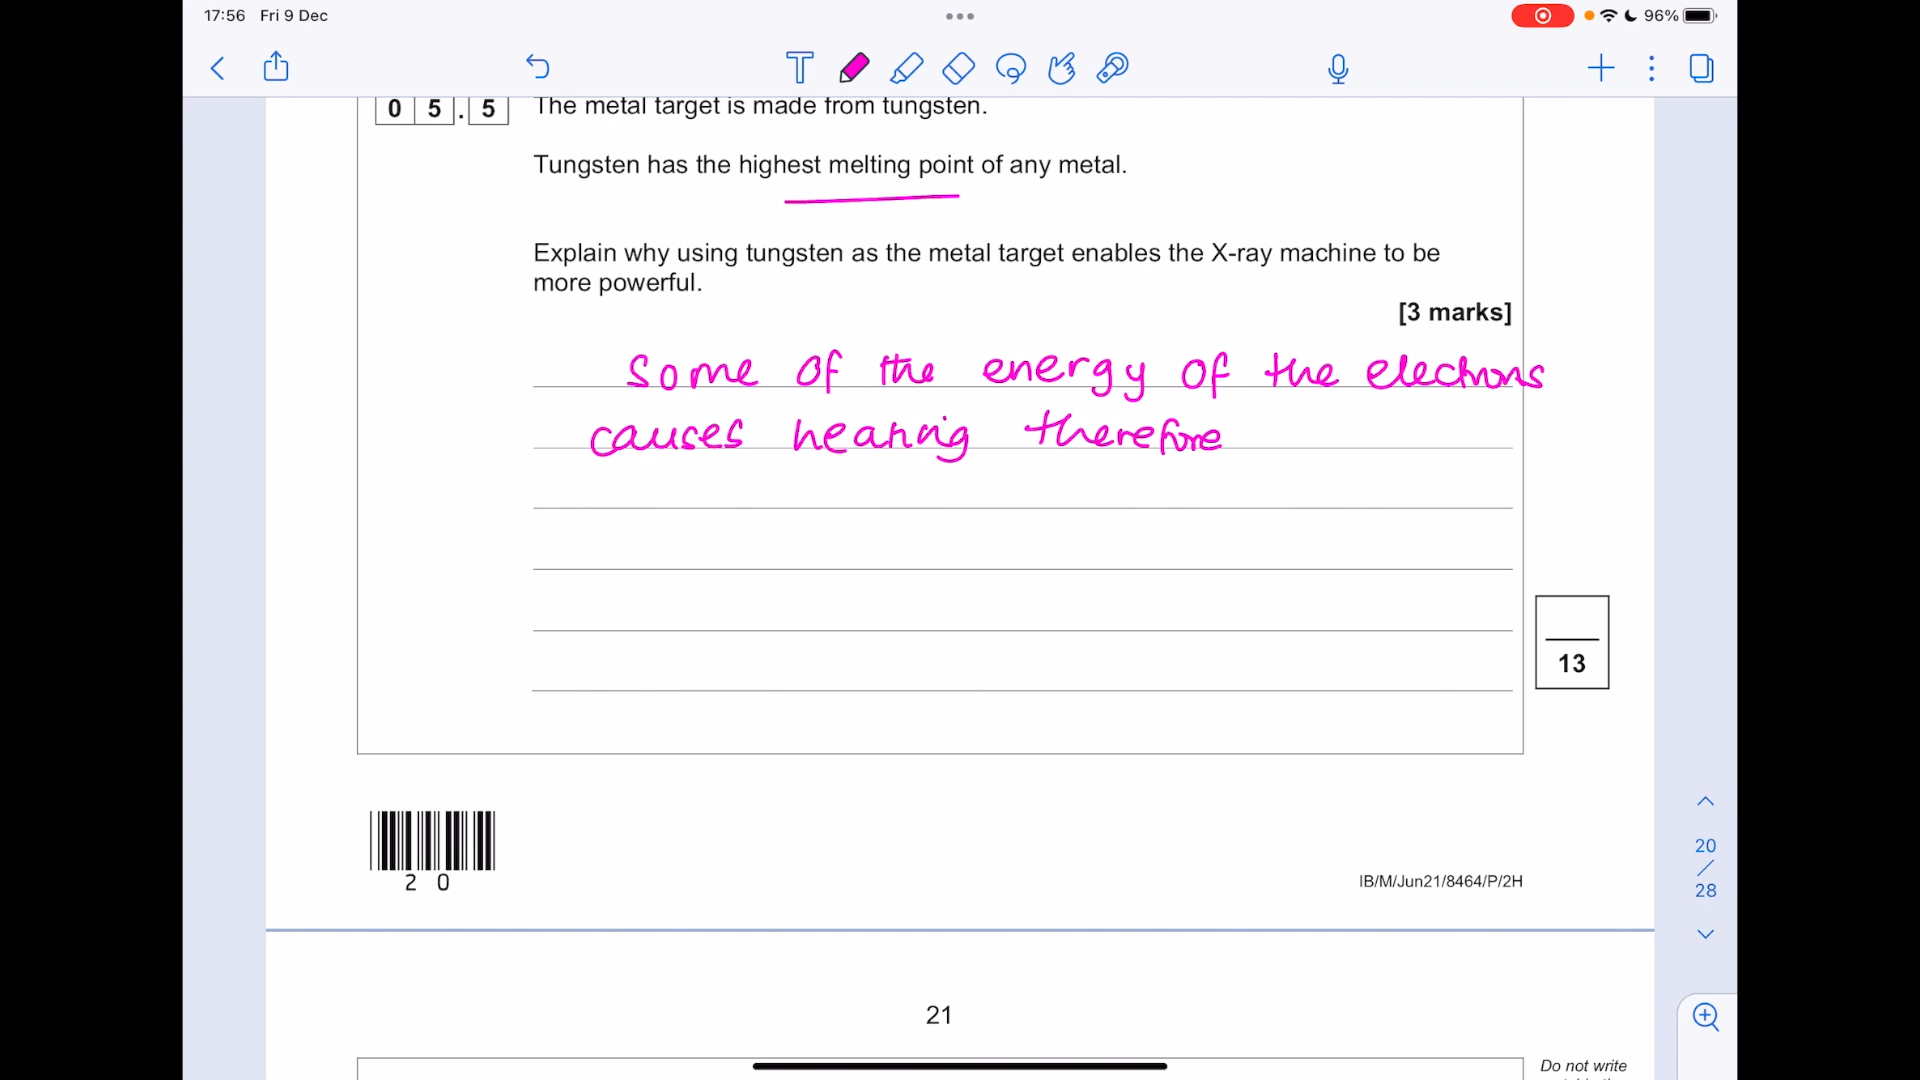 17:56 Fri 9 Dec
96%
0 5 . 5 The metal target is made from tungsten.
Tungsten has the highest melting point of any metal.
Explain why using tungsten as the metal target enables the X-ray machine to be
more powerful.
[3 marks]
Some of the energy of the electrons
causes heating therefore
13
2 0
IB/M/Jun21/8464/P/2H
20
/
28
21
Do not write